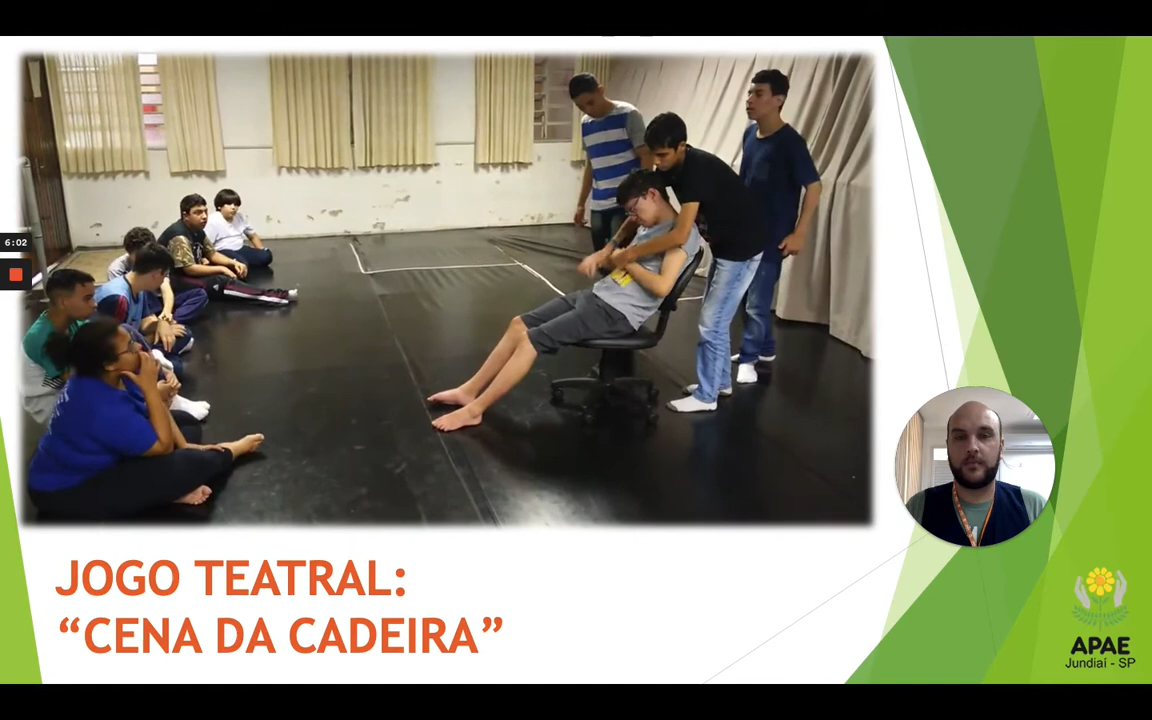 6:02
JOGO TEATRAL:
“CENA DA CADEIRA”
APAE
Jundiaí - SP